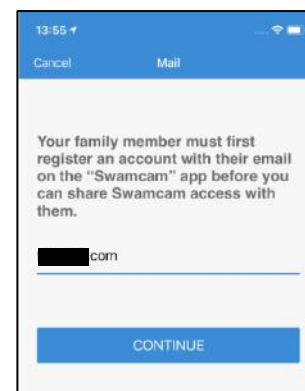 13:55
Cancel Mail
Your family member must first
register an account with their email
on the “Swamcam” app before you
can share Swamcam access with
them.
com
CONTINUE